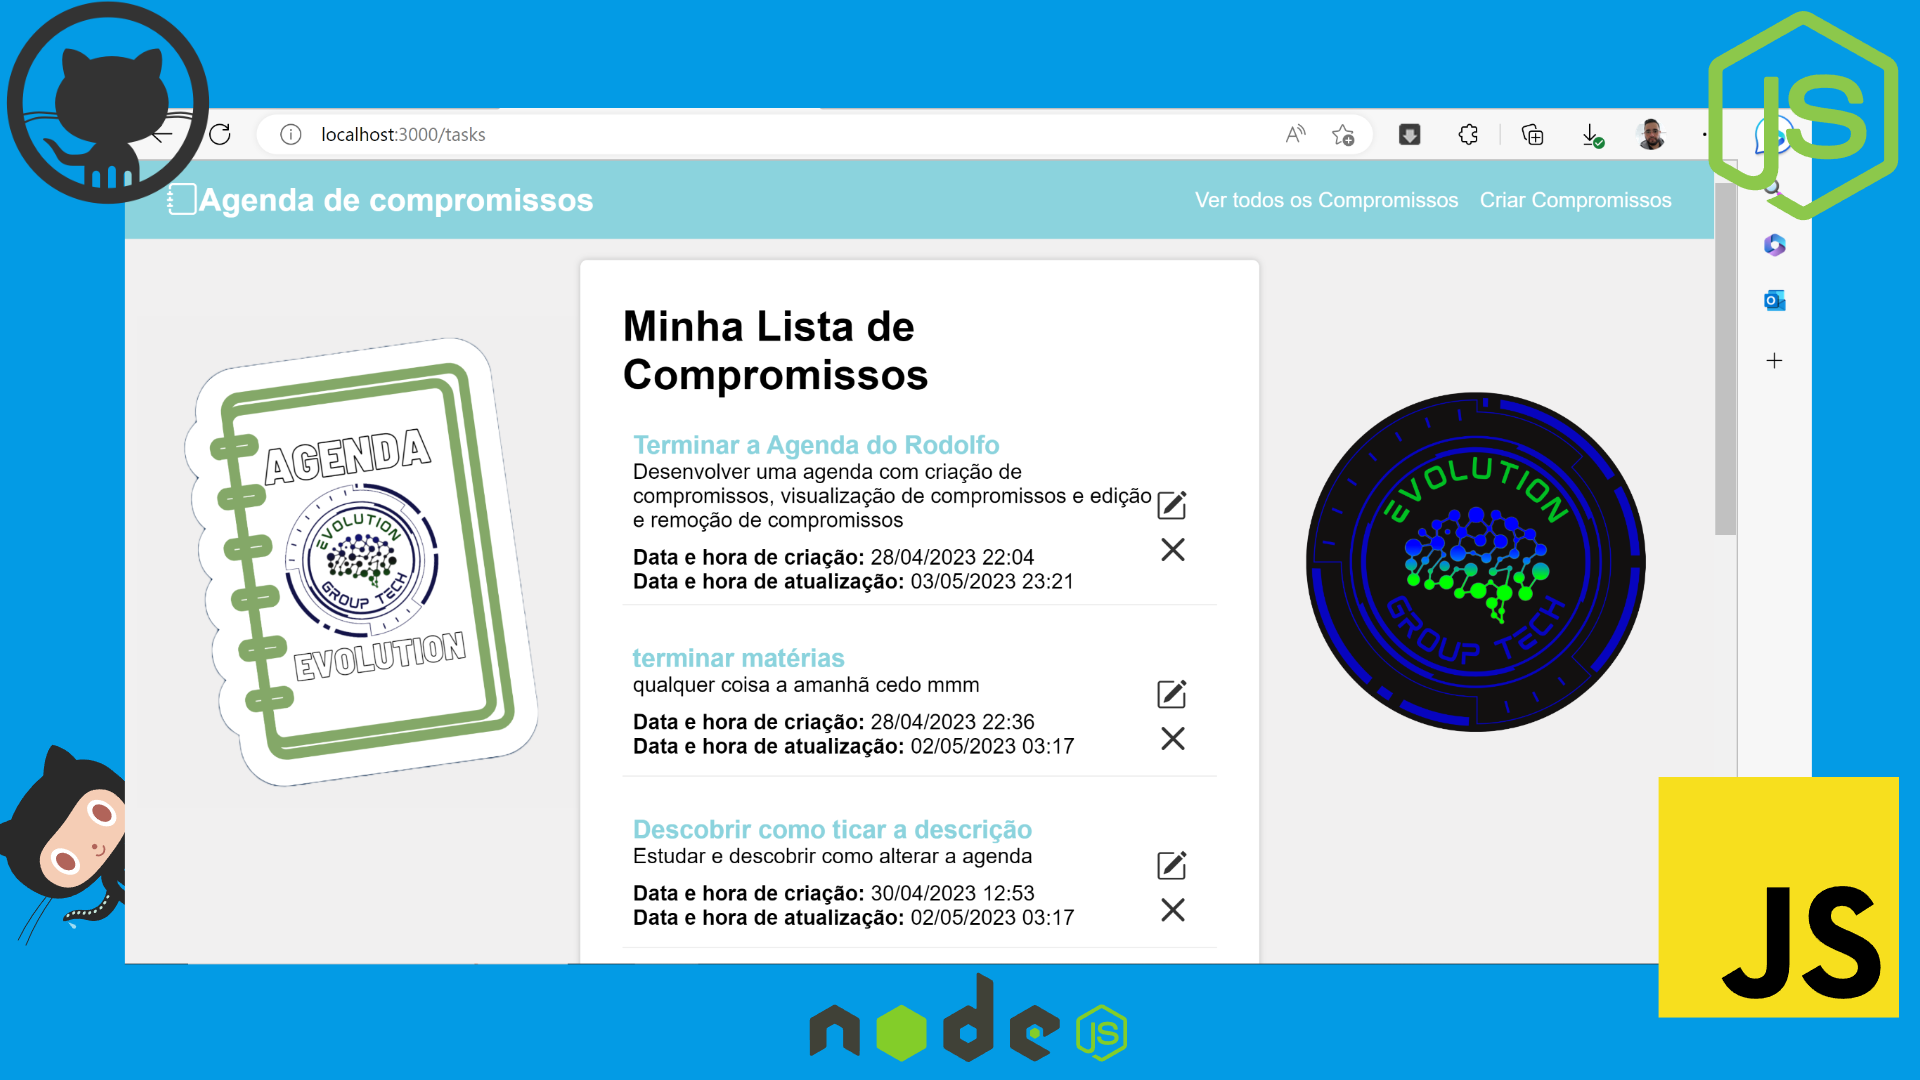 localhost:3000/tasks
JS
Agenda de compromissos
Ver todos os Compromissos
Criar Compromissos
Minha Lista de
Compromissos
Terminar a Agenda do Rodolfo
Desenvolver uma agenda com criação de
compromissos, visualização de compromissos e edição
e remoção de compromissos
Data e hora de criação: 28/04/2023 22:04
Data e hora de atualização: 03/05/2023 23:21
terminar matérias
qualquer coisa a amanhã cedo mmm
Data e hora de criação: 28/04/2023 22:36
Data e hora de atualização: 02/05/2023 03:17
Descobrir como ticar a descrição
Estudar e descobrir como alterar a agenda
Data e hora de criação: 30/04/2023 12:53
Data e hora de atualização: 02/05/2023 03:17
AGENDA
EVOLUTION
GROUP TECH
EVOLUTION
EVOLUTION
GROUP TECH
JS
node
JS